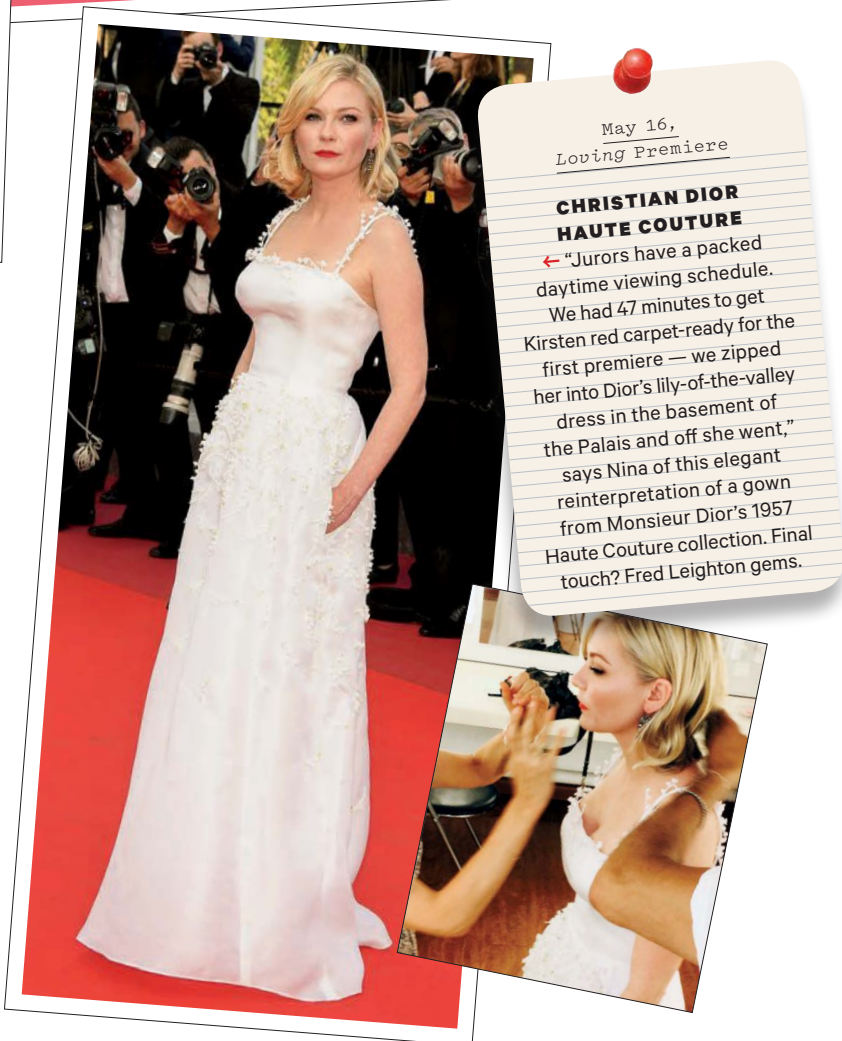 May 16,
Loving Premiere
CHRISTIAN DIOR
HAUTE COUTURE
← “Jurors have a packed
daytime viewing schedule.
We had 47 minutes to get
Kirsten red carpet-ready for the
first premiere — we zipped
her into Dior’s lily-of-the-valley
dress in the basement of
the Palais and off she went,”
says Nina of this elegant
reinterpretation of a gown
from Monsieur Dior’s 1957
Haute Couture collection. Final
touch? Fred Leighton gems.